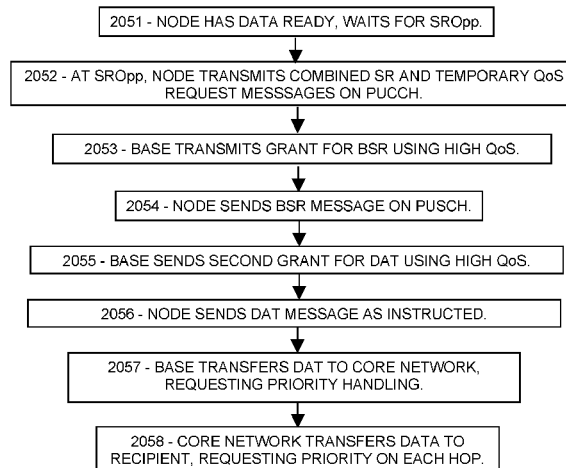 2051 - NODE HAS DATA READY, WAITS FOR SROpp.
2052 - AT SROpp, NODE TRANSMITS COMBINED SR AND TEMPORARY QoS
REQUEST MESSSAGES ON PUCCH.
2053 - BASE TRANSMITS GRANT FOR BSR USING HIGH QoS.
2054 - NODE SENDS BSR MESSAGE ON PUSCH.
2055 - BASE SENDS SECOND GRANT FOR DAT USING HIGH QoS.
2056 - NODE SENDS DAT MESSAGE AS INSTRUCTED.
2057 - BASE TRANSFERS DAT TO CORE NETWORK,
REQUESTING PRIORITY HANDLING.
2058 - CORE NETWORK TRANSFERS DATA TO
RECIPIENT, REQUESTING PRIORITY ON EACH HOP.